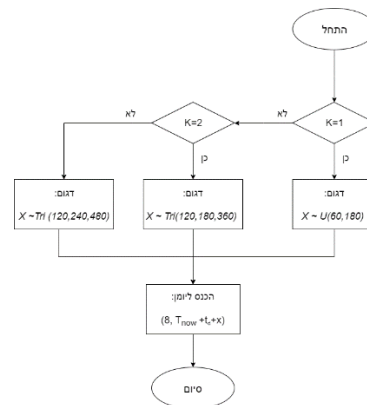 התחל
K=1
לא
K=2
לא
כן
כן
דגום:
X ~ U(60,180)
דגום:
X ~ Tri(120,180,360)
דגום:
X ~Tri (120,240,480)
הכנס ליומן:
(8, Tnow +tₑ+x)
סיום